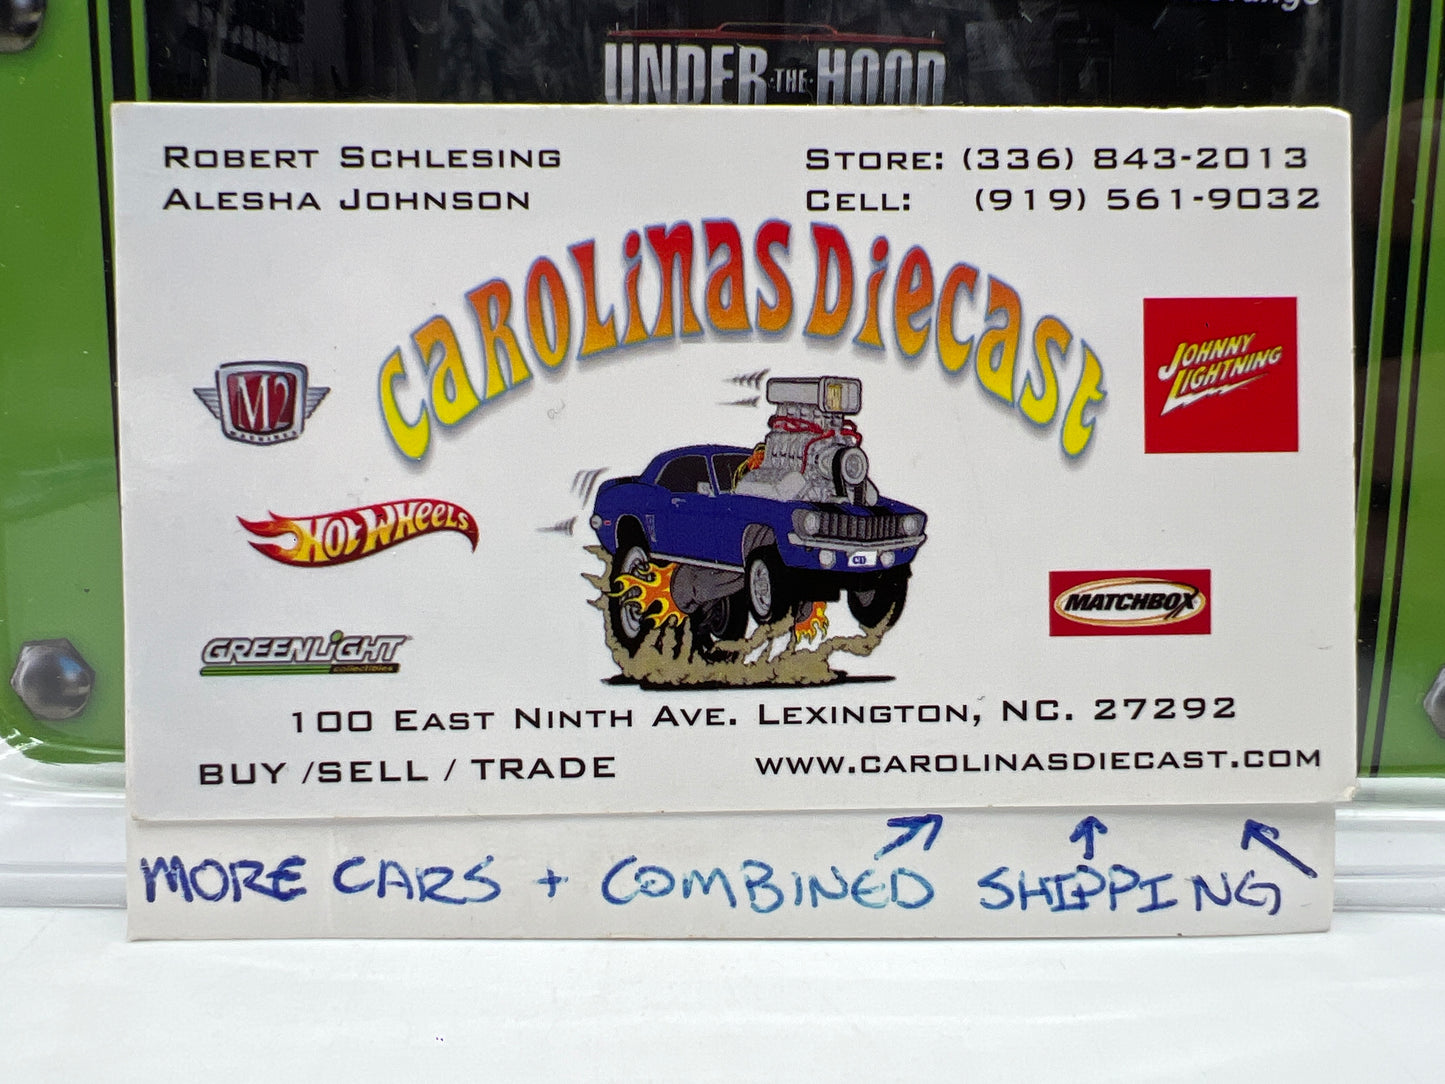 UNDER THE HOOD
ROBERT SCHLESING
ALESHA JOHNSON
STORE: (336) 843-2013
CELL: (919) 561-9032
CAROLINAS DIECAST
M2
MACHINES
JOHNNY
LIGHTNING
HOT WHEELS
MATCHBOX
GREENLIGHT
collectibles
100 EAST NINTH AVE. LEXINGTON, NC. 27292
BUY /SELL / TRADE
WWW.CAROLINASDIECAST.COM
MORE CARS + COMBINED SHIPPING